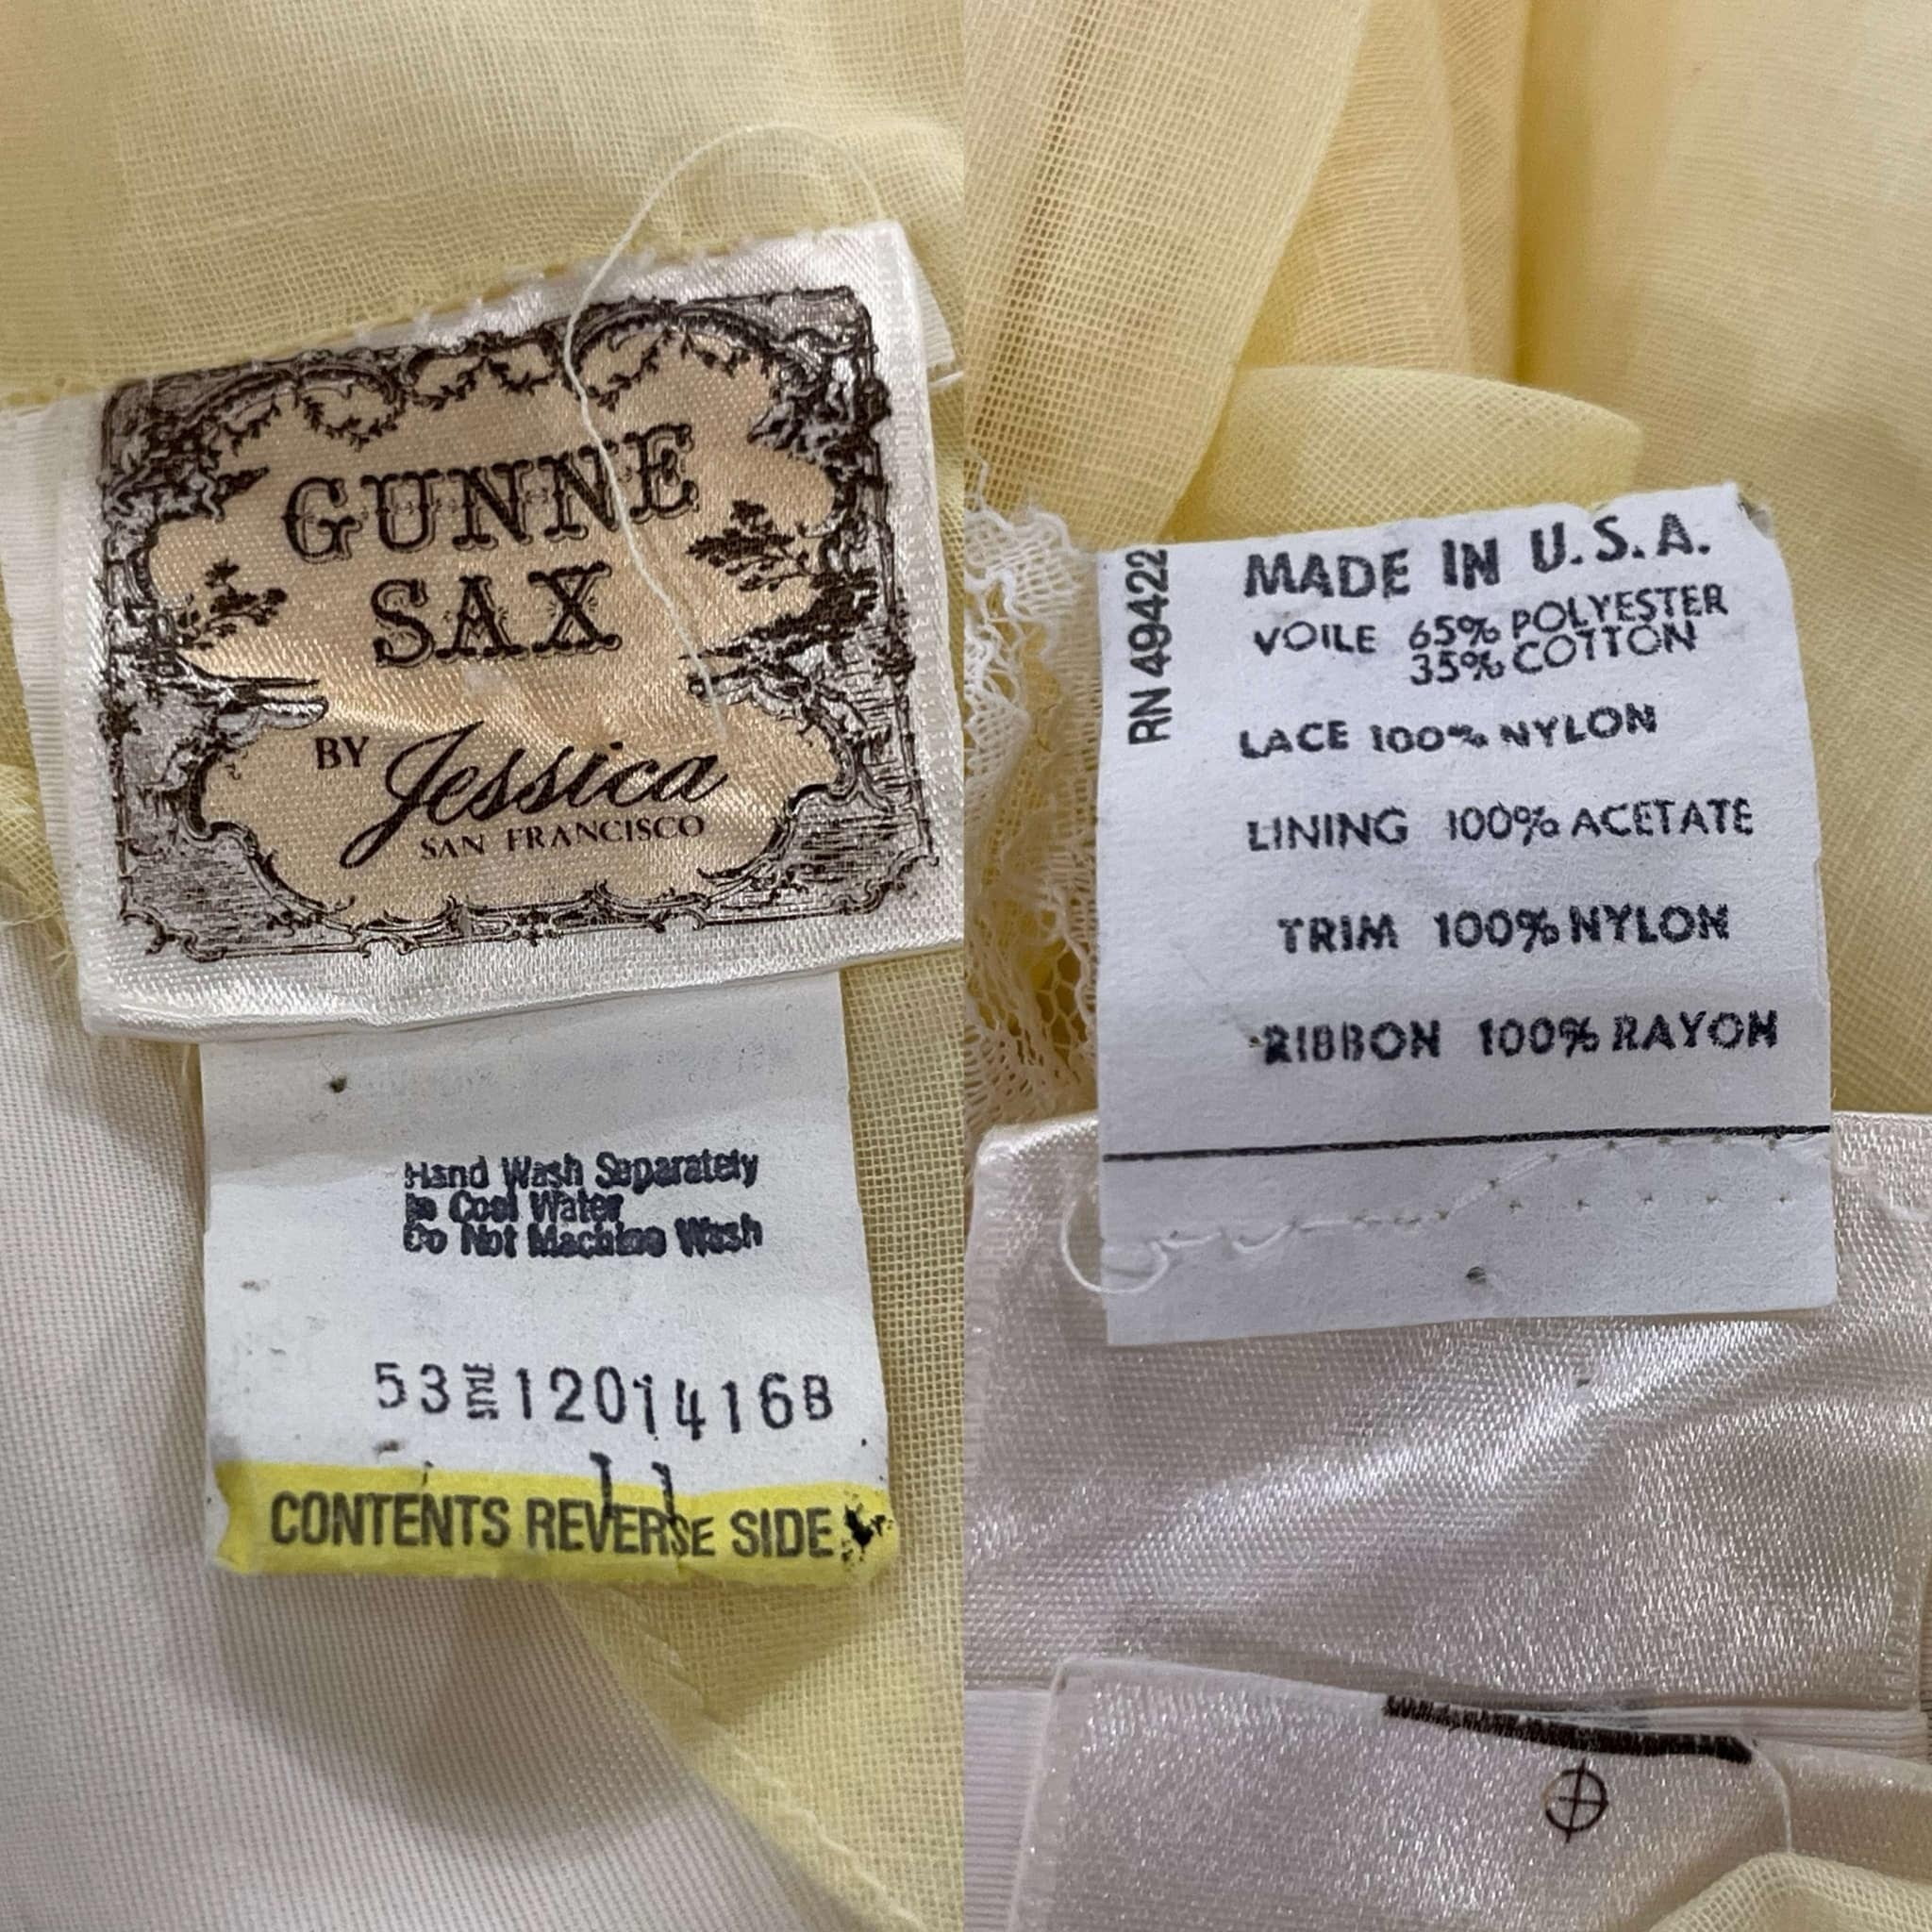 GUNNE
SAX
BY Jessica
SAN FRANCISCO
Hand Wash Separately
In Cool Water
Do Not Machine Wash
53 STYLE 1201416B
11
CONTENTS REVERSE SIDE
RN 49422
MADE IN U.S.A.
VOILE 65% POLYESTER
35% COTTON
LACE 100% NYLON
LINING 100% ACETATE
TRIM 100% NYLON
RIBBON 100% RAYON